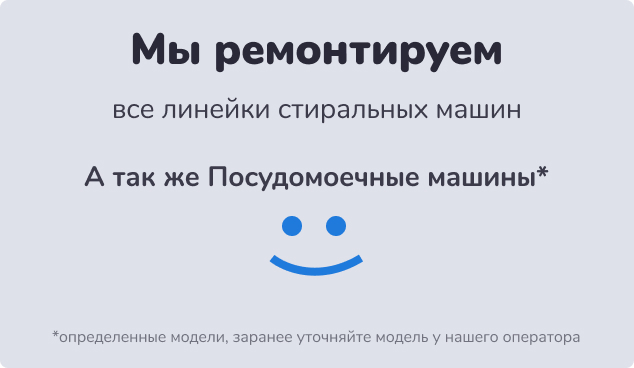 Мы ремонтируем
все линейки стиральных машин
А так же Посудомоечные машины*
*определенные модели, заранее уточняйте модель у нашего оператора